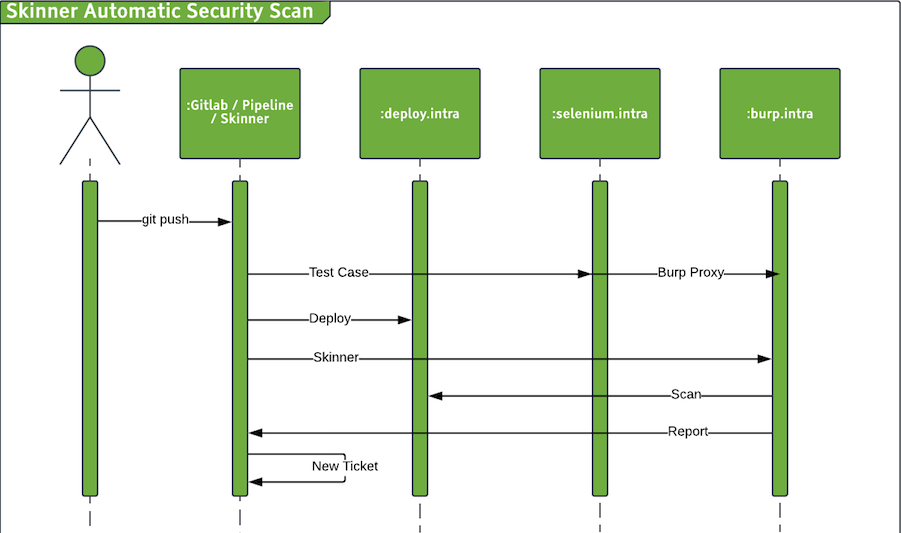 Skinner Automatic Security Scan
:Gitlab / Pipeline
/ Skinner
:deploy.intra
:selenium.intra
:burp.intra
git push
Test Case
Burp Proxy
Deploy
Skinner
Scan
Report
New Ticket